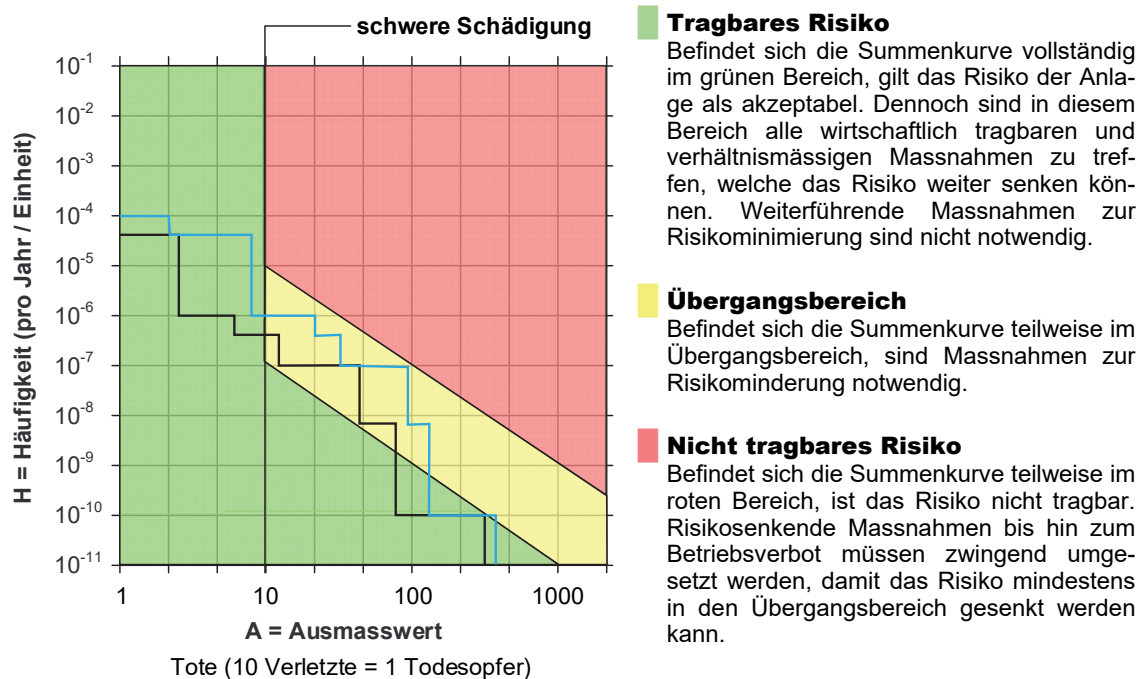 schwere Schädigung
10⁻¹
10⁻²
10⁻³
10⁻⁴
10⁻⁵
10⁻⁶
10⁻⁷
10⁻⁸
10⁻⁹
10⁻¹⁰
10⁻¹¹
H = Häufigkeit (pro Jahr / Einheit)
1 10 100 1000
A = Ausmasswert
Tote (10 Verletzte = 1 Todesopfer)
Tragbares Risiko
Befindet sich die Summenkurve vollständig
im grünen Bereich, gilt das Risiko der Anla-
ge als akzeptabel. Dennoch sind in diesem
Bereich alle wirtschaftlich tragbaren und
verhältnismässigen Massnahmen zu tref-
fen, welche das Risiko weiter senken kön-
nen. Weiterführende Massnahmen zur
Risikominimierung sind nicht notwendig.
Übergangsbereich
Befindet sich die Summenkurve teilweise im
Übergangsbereich, sind Massnahmen zur
Risikominderung notwendig.
Nicht tragbares Risiko
Befindet sich die Summenkurve teilweise im
roten Bereich, ist das Risiko nicht tragbar.
Risikosenkende Massnahmen bis hin zum
Betriebsverbot müssen zwingend umge-
setzt werden, damit das Risiko mindestens
in den Übergangsbereich gesenkt werden
kann.